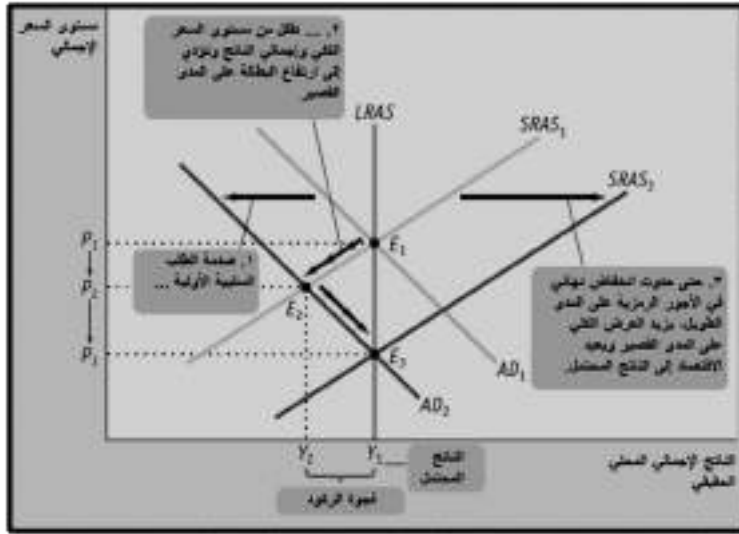 مستوى السعر
الإجمالي
٢. ... تقلل من مستوى السعر
الكلي وإجمالي الناتج وتؤدي
إلى ارتفاع البطالة على المدى
القصير
LRAS
SRAS₁
SRAS₂
P₁
E₁
١. صدمة الطلب
السلبية الأولية ...
P₂
E₂
٣. حتى حدوث انخفاض نهائي
في الأجور الرمزية على المدى
الطويل، يزيد العرض الكلي
على المدى القصير ويعيد
الاقتصاد إلى الناتج المحتمل.
P₃
E₃
AD₁
AD₂
Y₂
Y₁
الناتج
المحتمل
الناتج الإجمالي المحلي
الحقيقي
فجوة الركود